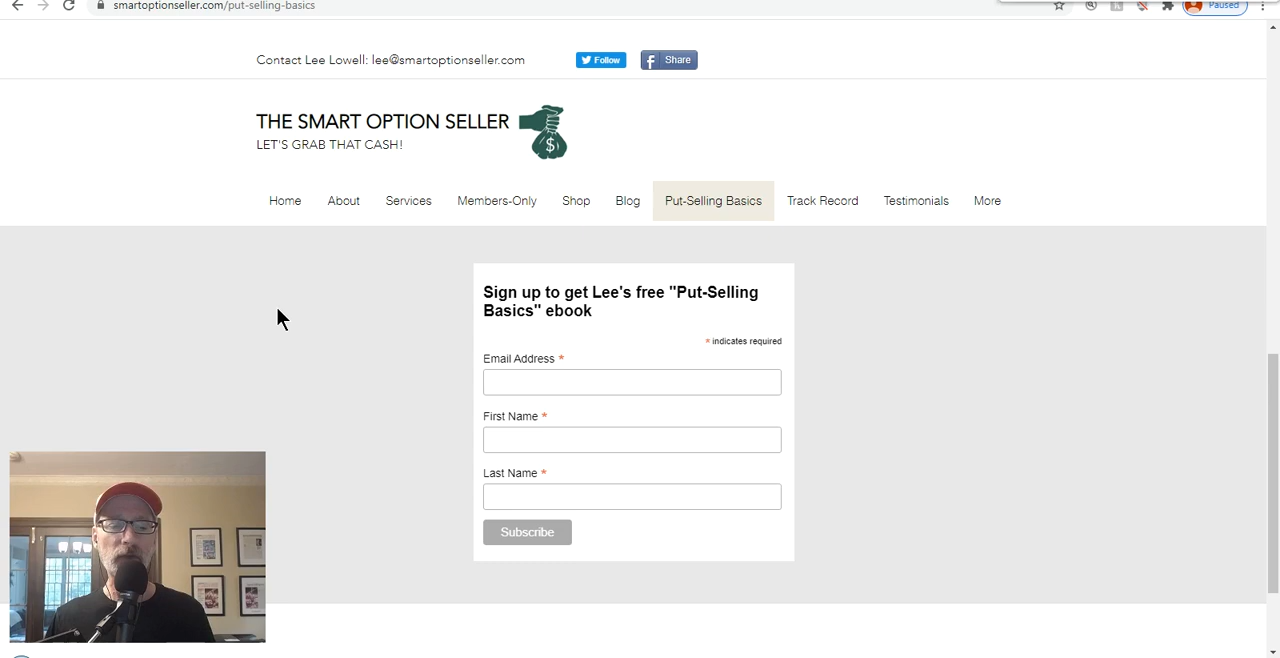 smartoptionseller.com/put-selling-basics
Paused
Contact Lee Lowell: lee@smartoptionseller.com
Follow
f Share
THE SMART OPTION SELLER
$
LET'S GRAB THAT CASH!
Home About Services Members-Only Shop Blog Put-Selling Basics Track Record Testimonials More
Sign up to get Lee's free "Put-Selling
Basics" ebook
* indicates required
Email Address *
First Name *
Last Name *
Subscribe